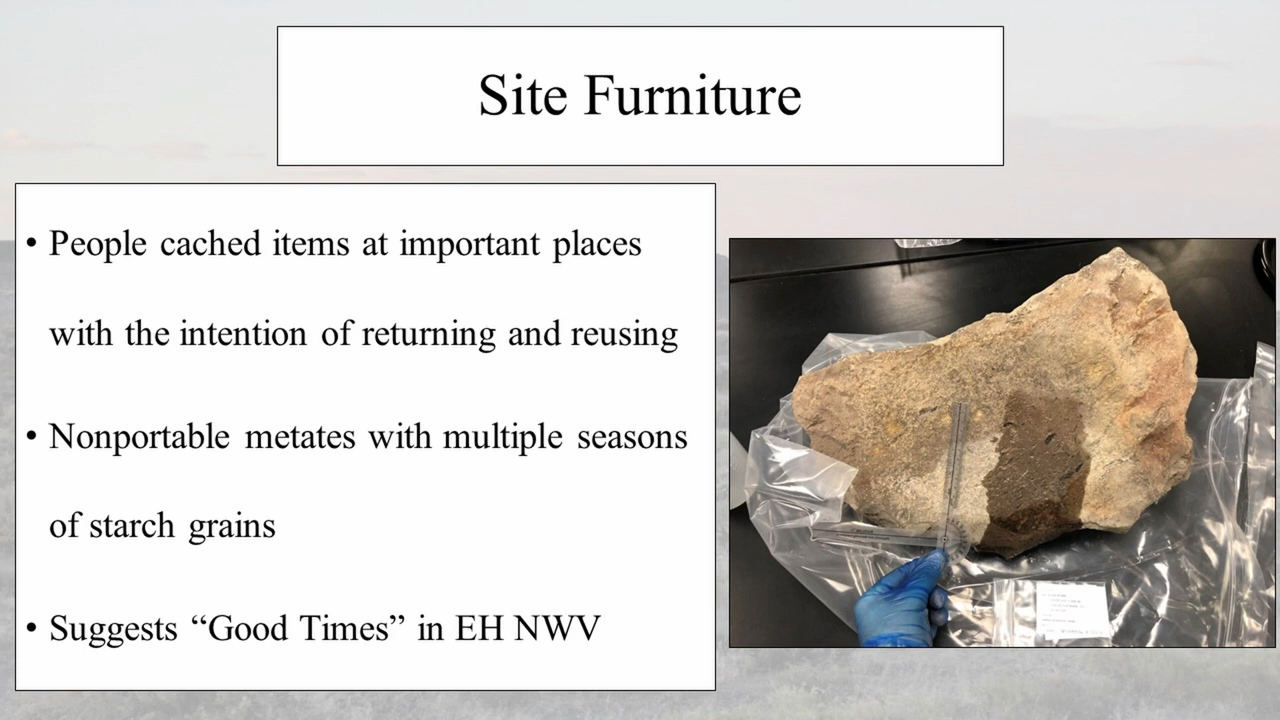 Site Furniture
• People cached items at important places
with the intention of returning and reusing
• Nonportable metates with multiple seasons
of starch grains
• Suggests “Good Times” in EH NWV